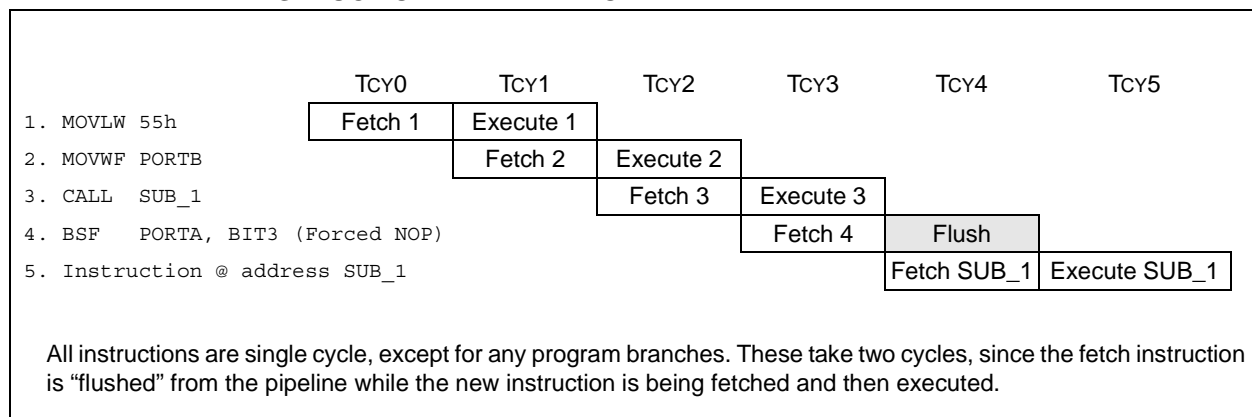 TCY0 TCY1 TCY2 TCY3 TCY4 TCY5
1. MOVLW 55h Fetch 1 Execute 1
2. MOVWF PORTB Fetch 2 Execute 2
3. CALL SUB_1 Fetch 3 Execute 3
4. BSF PORTA, BIT3 (Forced NOP) Fetch 4 Flush
5. Instruction @ address SUB_1 Fetch SUB_1 Execute SUB_1
All instructions are single cycle, except for any program branches. These take two cycles, since the fetch instruction
is “flushed” from the pipeline while the new instruction is being fetched and then executed.